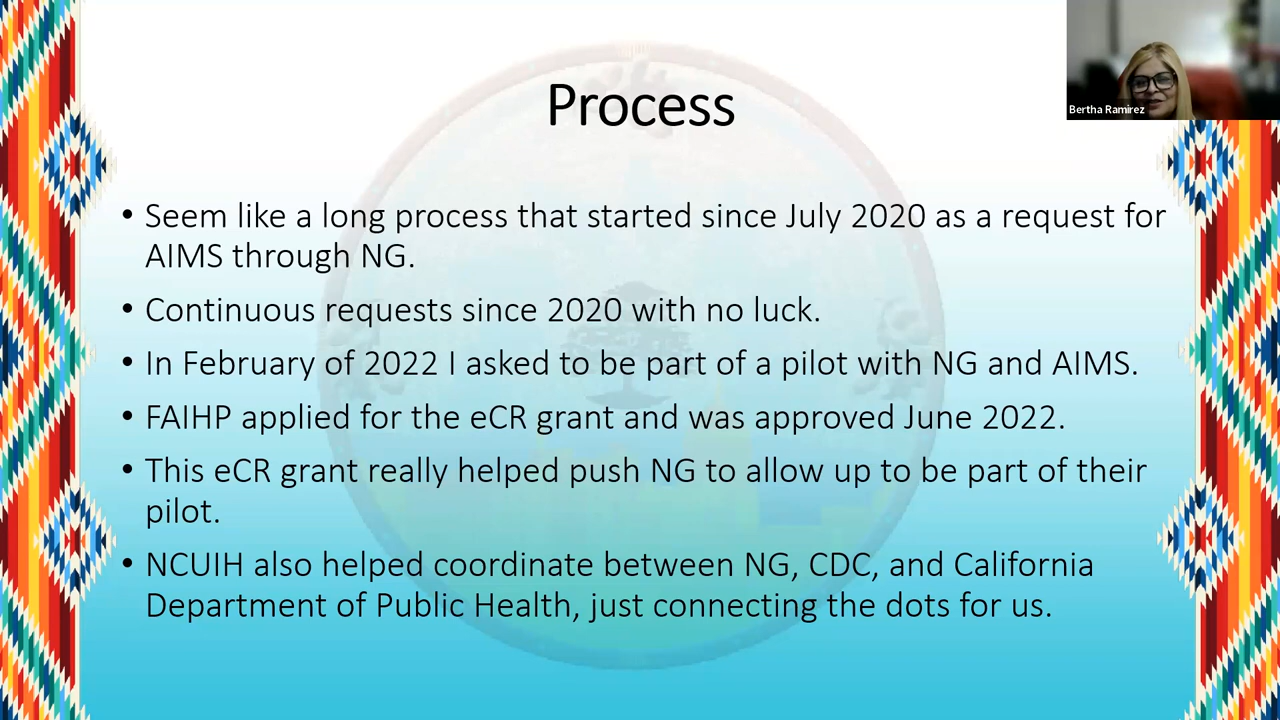 Bertha Ramirez
Process
• Seem like a long process that started since July 2020 as a request for
AIMS through NG.
• Continuous requests since 2020 with no luck.
• In February of 2022 I asked to be part of a pilot with NG and AIMS.
• FAIHP applied for the eCR grant and was approved June 2022.
• This eCR grant really helped push NG to allow up to be part of their
pilot.
• NCUIH also helped coordinate between NG, CDC, and California
Department of Public Health, just connecting the dots for us.